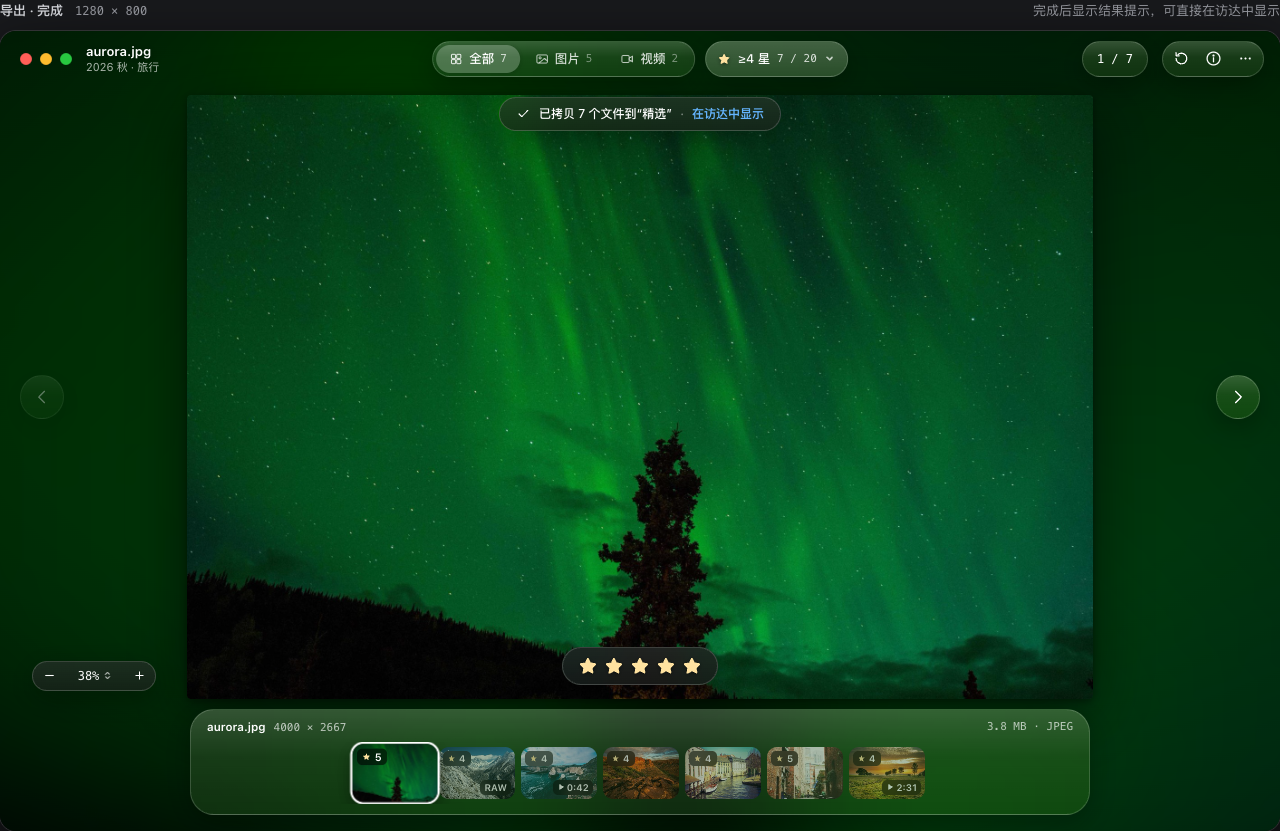 导出 · 完成 1280 × 800 完成后显示结果提示，可直接在访达中显示
aurora.jpg
2026 秋 · 旅行
全部 7 图片 5 视频 2 ≥4 星 7 / 20
1 / 7
已拷贝 7 个文件到“精选” · 在访达中显示
38%
aurora.jpg 4000 × 2667 3.8 MB · JPEG
5 4 4 4 4 5 4
RAW 0:42 2:31